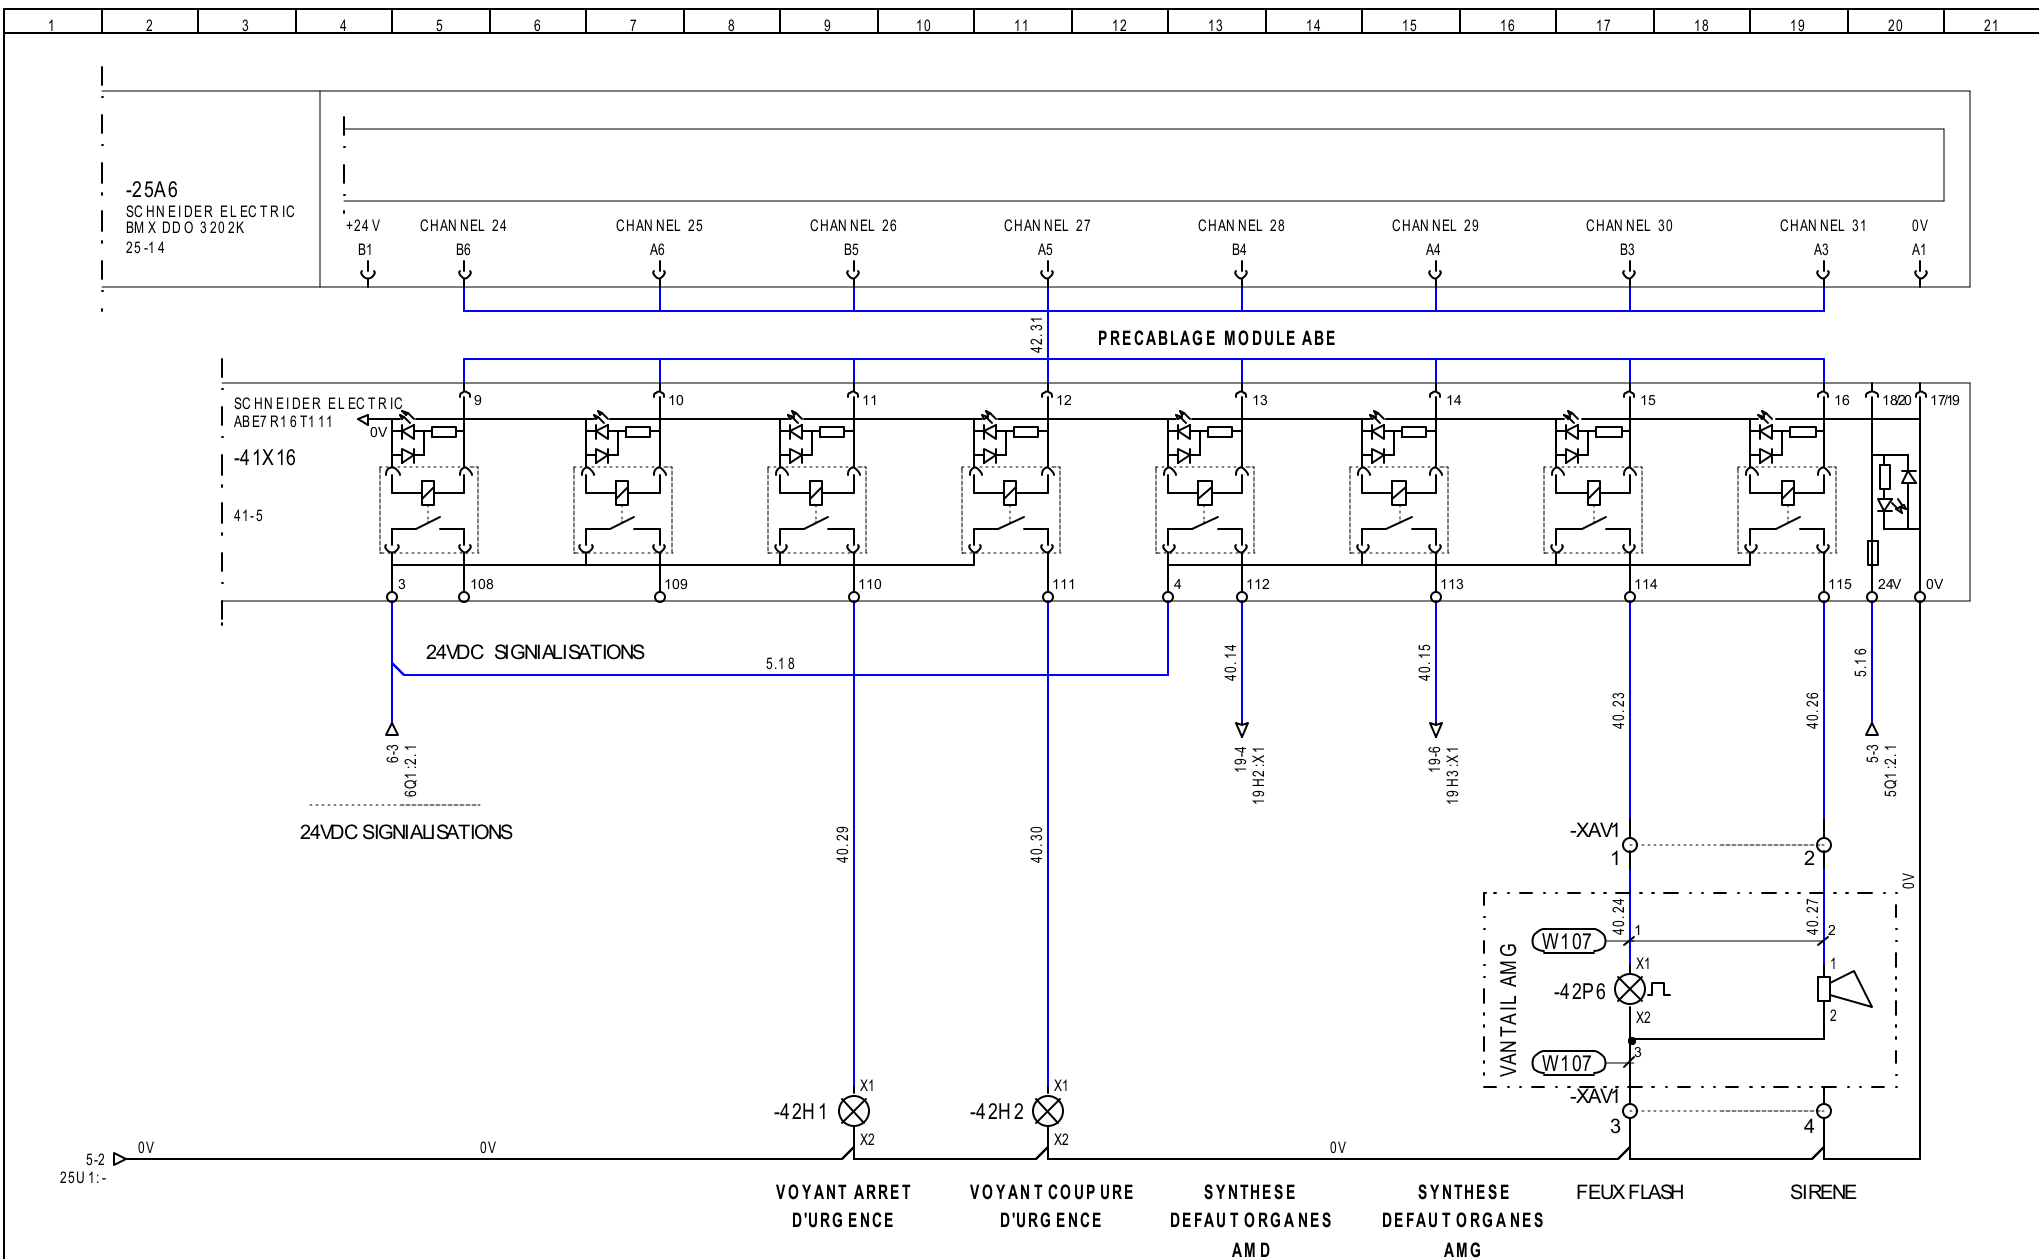 1 2 3 4 5 6 7 8 9 10 11 12 13 14 15 16 17 18 19 20 21
-25A6
SCHNEIDER ELECTRIC
BMX DDO 3202K
25-14
+24V CHANNEL 24 CHANNEL 25 CHANNEL 26 CHANNEL 27 CHANNEL 28 CHANNEL 29 CHANNEL 30 CHANNEL 31 0V
B1 B6 A6 B5 A5 B4 A4 B3 A3 A1
42.31
PRECABLAGE MODULE ABE
SCHNEIDER ELECTRIC
ABE7R16T111
0V
-41X16
41-5
9 10 11 12 13 14 15 16 18/20 17/19
3 108 109 110 111 4 112 113 114 115 24V 0V
24VDC SIGNIALISATIONS
5.18
40.14
40.15
40.23
40.26
5.16
6-3
6Q1:2.1
19-4
19H2:X1
19-6
19H3:X1
5-3
5Q1:2.1
24VDC SIGNIALISATIONS
40.29
40.30
-XAV1
1 2
0V
40.24
40.27
W107
1 2
VANTAIL AMG
X1 1
-42P6
X2 2
W107
3
-XAV1
3 4
X1 X1
-42H1 -42H2
X2 X2
5-2
25U1:-
0V 0V 0V
VOYANT ARRET
D'URGENCE
VOYANT COUPURE
D'URGENCE
SYNTHESE
DEFAUT ORGANES
AMD
SYNTHESE
DEFAUT ORGANES
AMG
FEUX FLASH
SIRENE